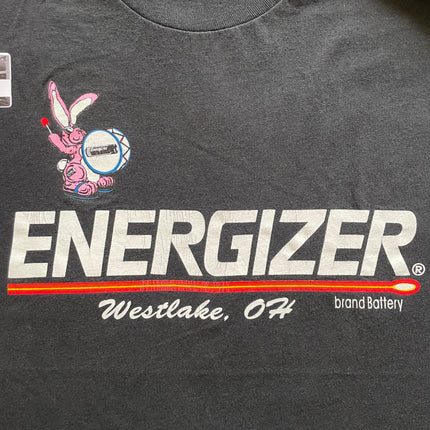 ENERGIZER®
brand Battery
Westlake, OH